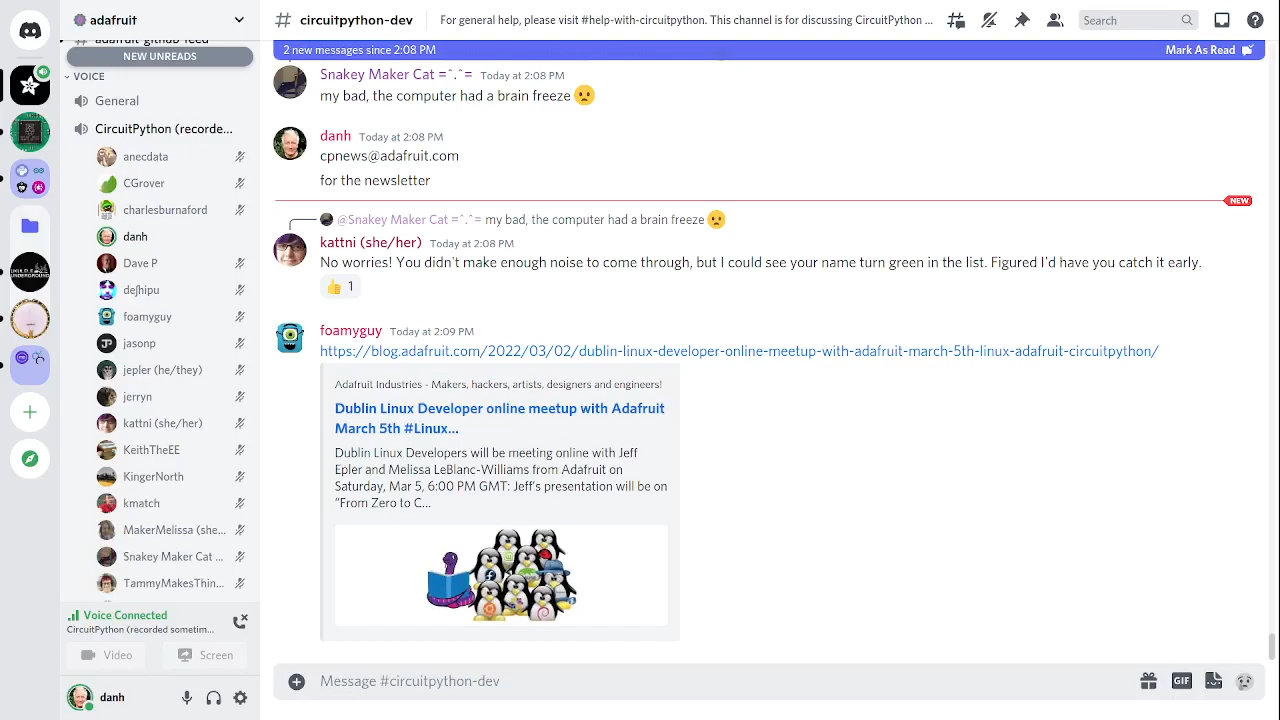 adafruit
adafruit-github-feed
NEW UNREADS
VOICE
General
CircuitPython (recorde...
anecdata
CGrover
charlesburnaford
danh
Dave P
deʃhipu
foamyguy
jasonp
jepler (he/they)
jerryn
kattni (she/her)
KeithTheEE
KingerNorth
kmatch
MakerMelissa (she...
Snakey Maker Cat ...
TammyMakesThin...
Voice Connected
CircuitPython (recorded sometim...
Video
Screen
danh
# circuitpython-dev
For general help, please visit #help-with-circuitpython. This channel is for discussing CircuitPython ...
Search
2 new messages since 2:08 PM
Mark As Read
Snakey Maker Cat =^.^= Today at 2:08 PM
my bad, the computer had a brain freeze 😦
danh Today at 2:08 PM
cpnews@adafruit.com
for the newsletter
NEW
@Snakey Maker Cat =^.^= my bad, the computer had a brain freeze 😦
kattni (she/her) Today at 2:08 PM
No worries! You didn't make enough noise to come through, but I could see your name turn green in the list. Figured I'd have you catch it early.
👍 1
foamyguy Today at 2:09 PM
https://blog.adafruit.com/2022/03/02/dublin-linux-developer-online-meetup-with-adafruit-march-5th-linux-adafruit-circuitpython/
Adafruit Industries - Makers, hackers, artists, designers and engineers!
Dublin Linux Developer online meetup with Adafruit
March 5th #Linux...
Dublin Linux Developers will be meeting online with Jeff
Epler and Melissa LeBlanc-Williams from Adafruit on
Saturday, Mar 5, 6:00 PM GMT: Jeff's presentation will be on
"From Zero to C...
Message #circuitpython-dev
GIF